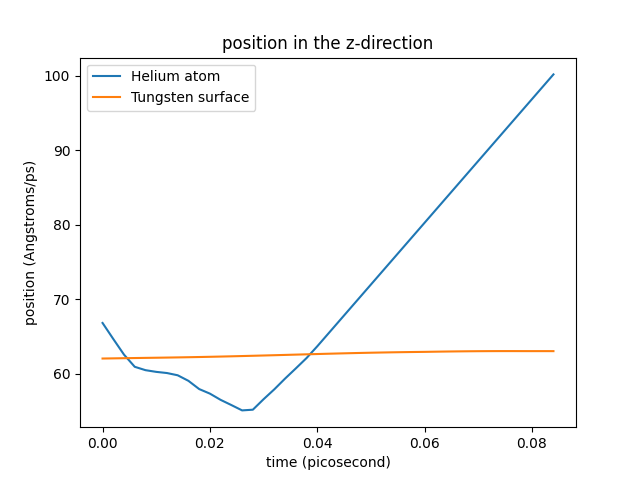 position in the z-direction
Helium atom
Tungsten surface
position (Angstroms/ps)
100
90
80
70
60
0.00 0.02 0.04 0.06 0.08
time (picosecond)